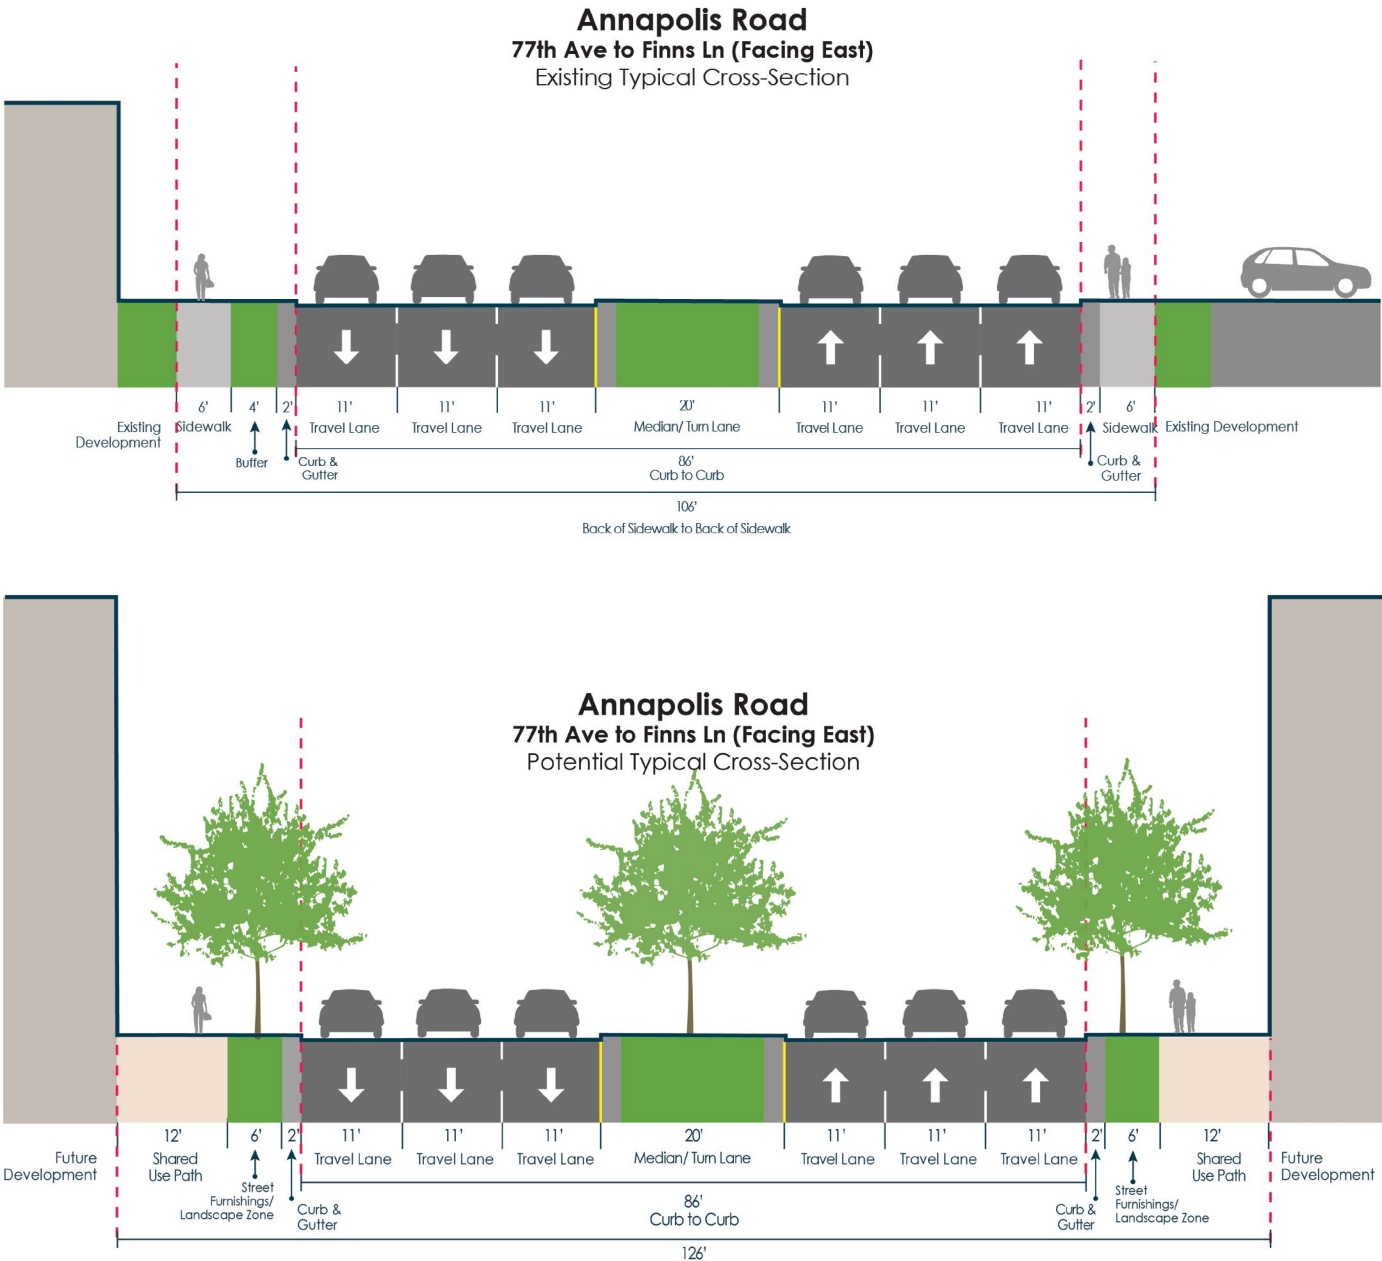 Annapolis Road
77th Ave to Finns Ln (Facing East)
Existing Typical Cross-Section
6' 4' 2' 11' 11' 11' 20' 11' 11' 11' 2' 6'
Existing
Development
Sidewalk
Buffer
Curb &
Gutter
Travel Lane Travel Lane Travel Lane Median/ Turn Lane Travel Lane Travel Lane Travel Lane
Curb &
Gutter
Sidewalk
Existing Development
86'
Curb to Curb
106'
Back of Sidewalk to Back of Sidewalk
Annapolis Road
77th Ave to Finns Ln (Facing East)
Potential Typical Cross-Section
12' 6' 2' 11' 11' 11' 20' 11' 11' 11' 2' 6' 12'
Future
Development
Shared
Use Path
Street
Furnishings/
Landscape Zone
Curb &
Gutter
Travel Lane Travel Lane Travel Lane Median/ Turn Lane Travel Lane Travel Lane Travel Lane
Curb &
Gutter
Street
Furnishings/
Landscape Zone
Shared
Use Path
Future
Development
86'
Curb to Curb
126'